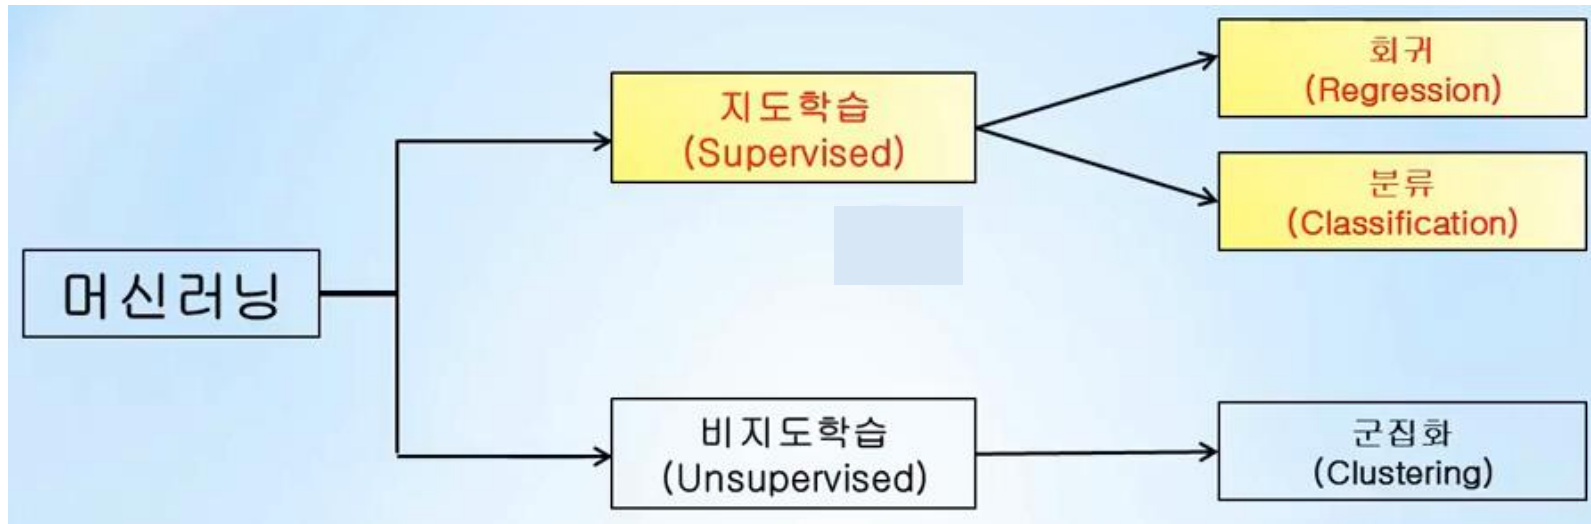 머신러닝
지도학습
(Supervised)
회귀
(Regression)
분류
(Classification)
비지도학습
(Unsupervised)
군집화
(Clustering)